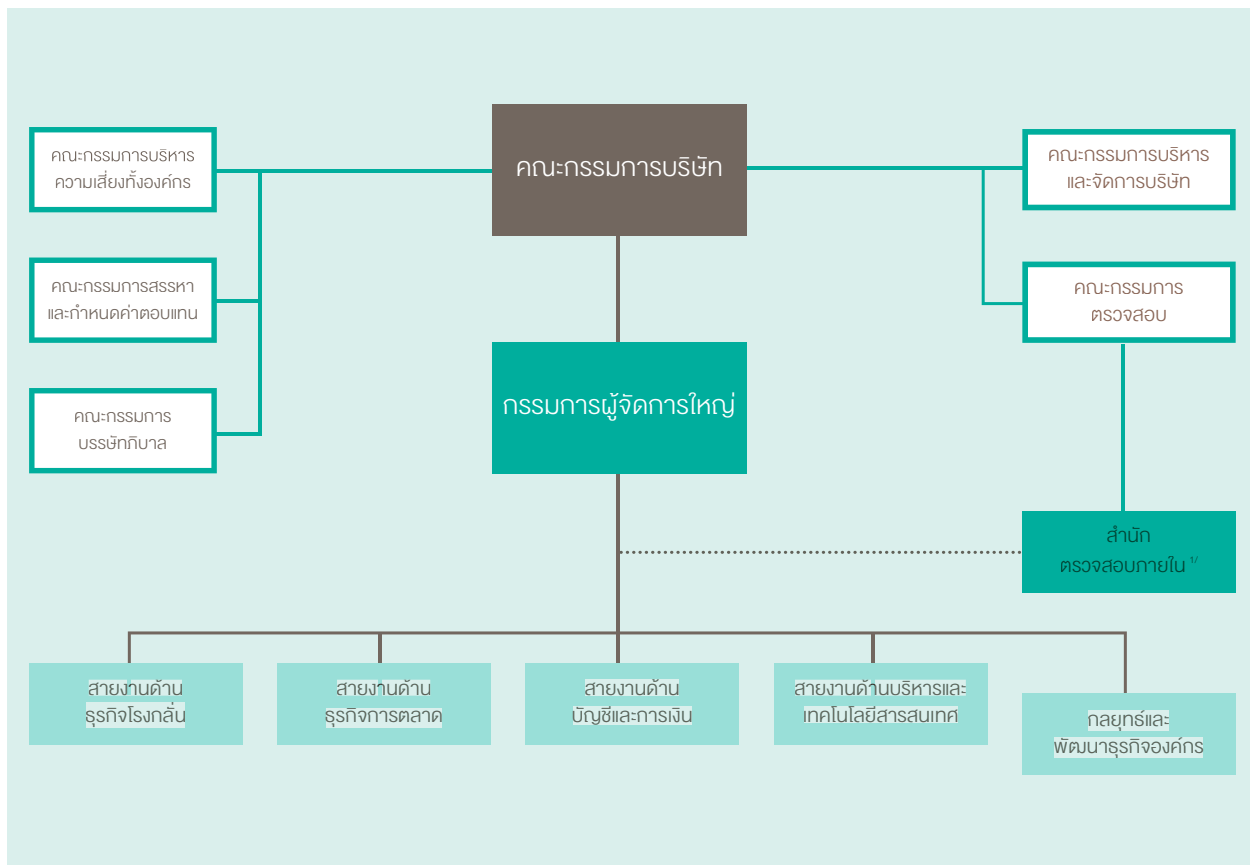 คณะกรรมการบริษัท
คณะกรรมการบริหาร
ความเสี่ยงทั้งองค์กร
คณะกรรมการสรรหา
และกำหนดค่าตอบแทน
คณะกรรมการ
บรรษัทภิบาล
คณะกรรมการบริหาร
และจัดการบริษัท
คณะกรรมการ
ตรวจสอบ
กรรมการผู้จัดการใหญ่
สำนัก
ตรวจสอบภายใน 1/
สายงานด้าน
ธุรกิจโรงกลั่น
สายงานด้าน
ธุรกิจการตลาด
สายงานด้าน
บัญชีและการเงิน
สายงานด้านบริหารและ
เทคโนโลยีสารสนเทศ
กลยุทธ์และ
พัฒนาธุรกิจองค์กร